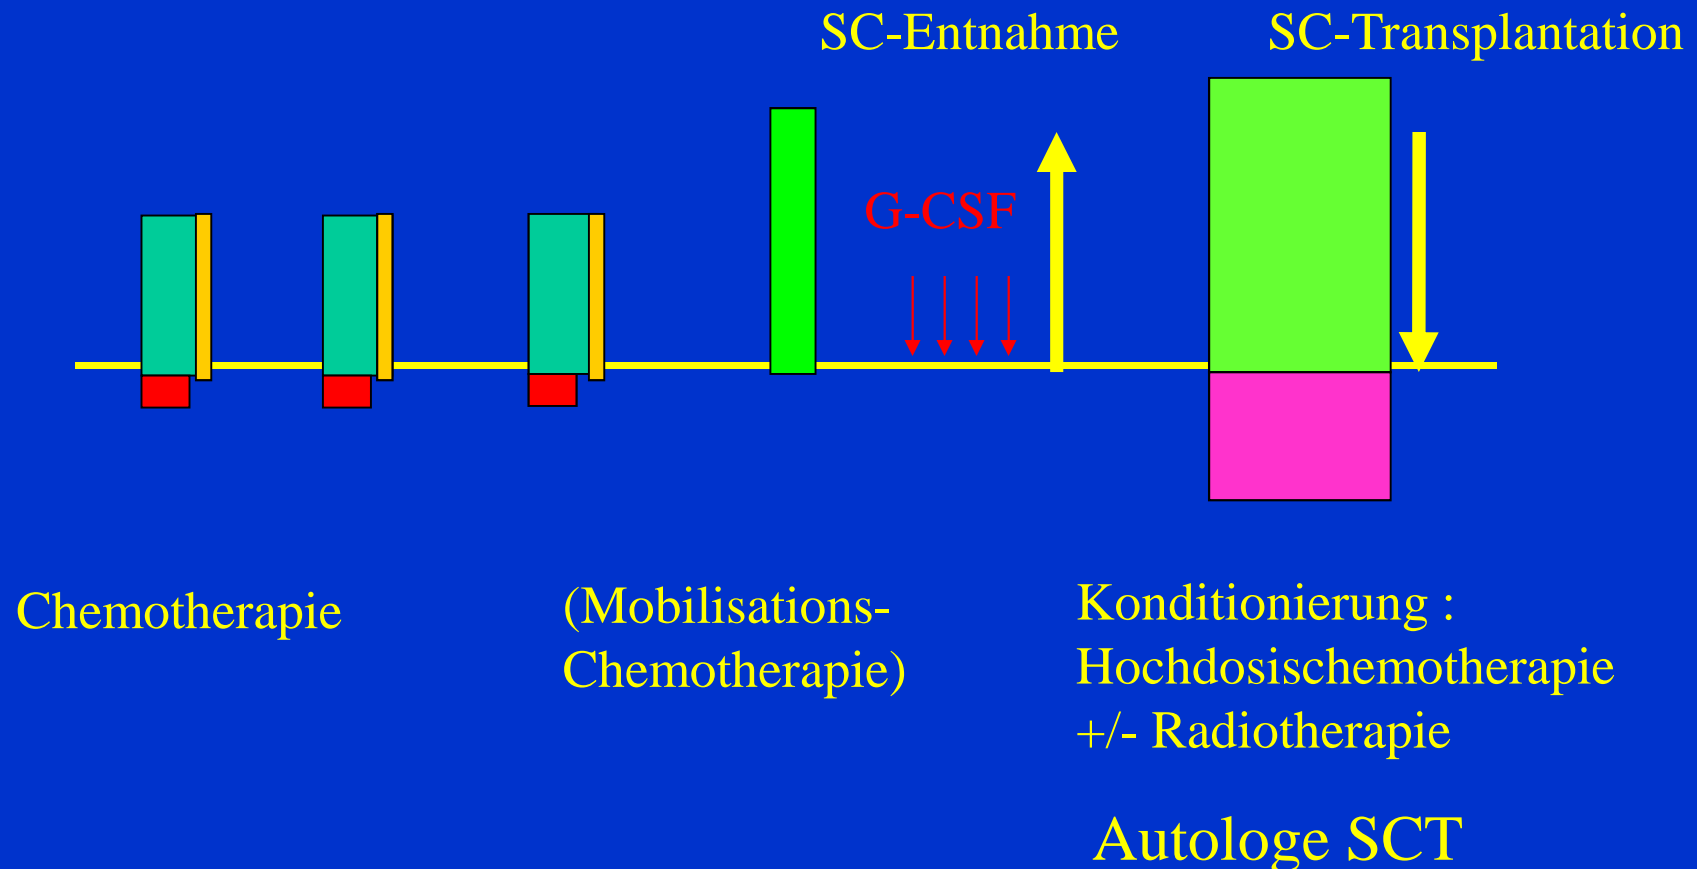 SC-Entnahme
SC-Transplantation
G-CSF
Chemotherapie
(Mobilisations-
Chemotherapie)
Konditionierung :
Hochdosischemotherapie
+/- Radiotherapie
Autologe SCT